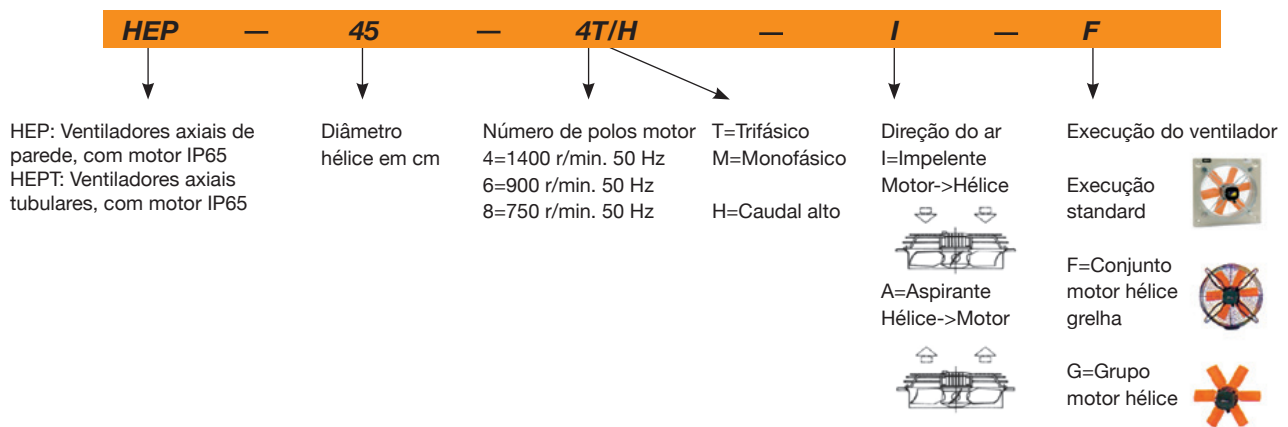 HEP — 45 — 4T/H — I — F
HEP: Ventiladores axiais de
parede, com motor IP65
HEPT: Ventiladores axiais
tubulares, com motor IP65
Diâmetro
hélice em cm
Número de polos motor
4=1400 r/min. 50 Hz
6=900 r/min. 50 Hz
8=750 r/min. 50 Hz
T=Trifásico
M=Monofásico
H=Caudal alto
Direção do ar
I=Impelente
Motor->Hélice
A=Aspirante
Hélice->Motor
Execução do ventilador
Execução
standard
F=Conjunto
motor hélice
grelha
G=Grupo
motor hélice